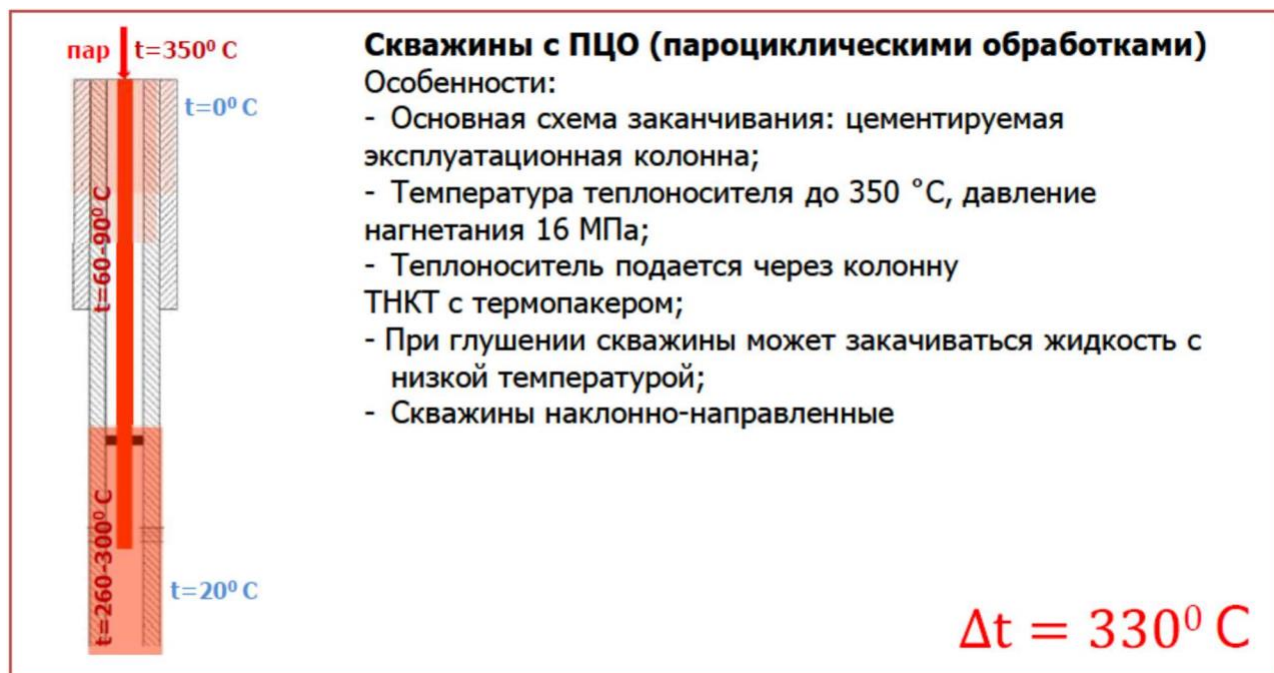 пар t=350⁰ C
t=0⁰ C
t=60-90⁰ C
t=260-300⁰ C
t=20⁰ C
Скважины с ПЦО (пароциклическими обработками)
Особенности:
- Основная схема заканчивания: цементируемая
эксплуатационная колонна;
- Температура теплоносителя до 350 °C, давление
нагнетания 16 МПа;
- Теплоноситель подается через колонну
ТНКТ с термопакером;
- При глушении скважины может закачиваться жидкость с
низкой температурой;
- Скважины наклонно-направленные
Δt = 330⁰ C